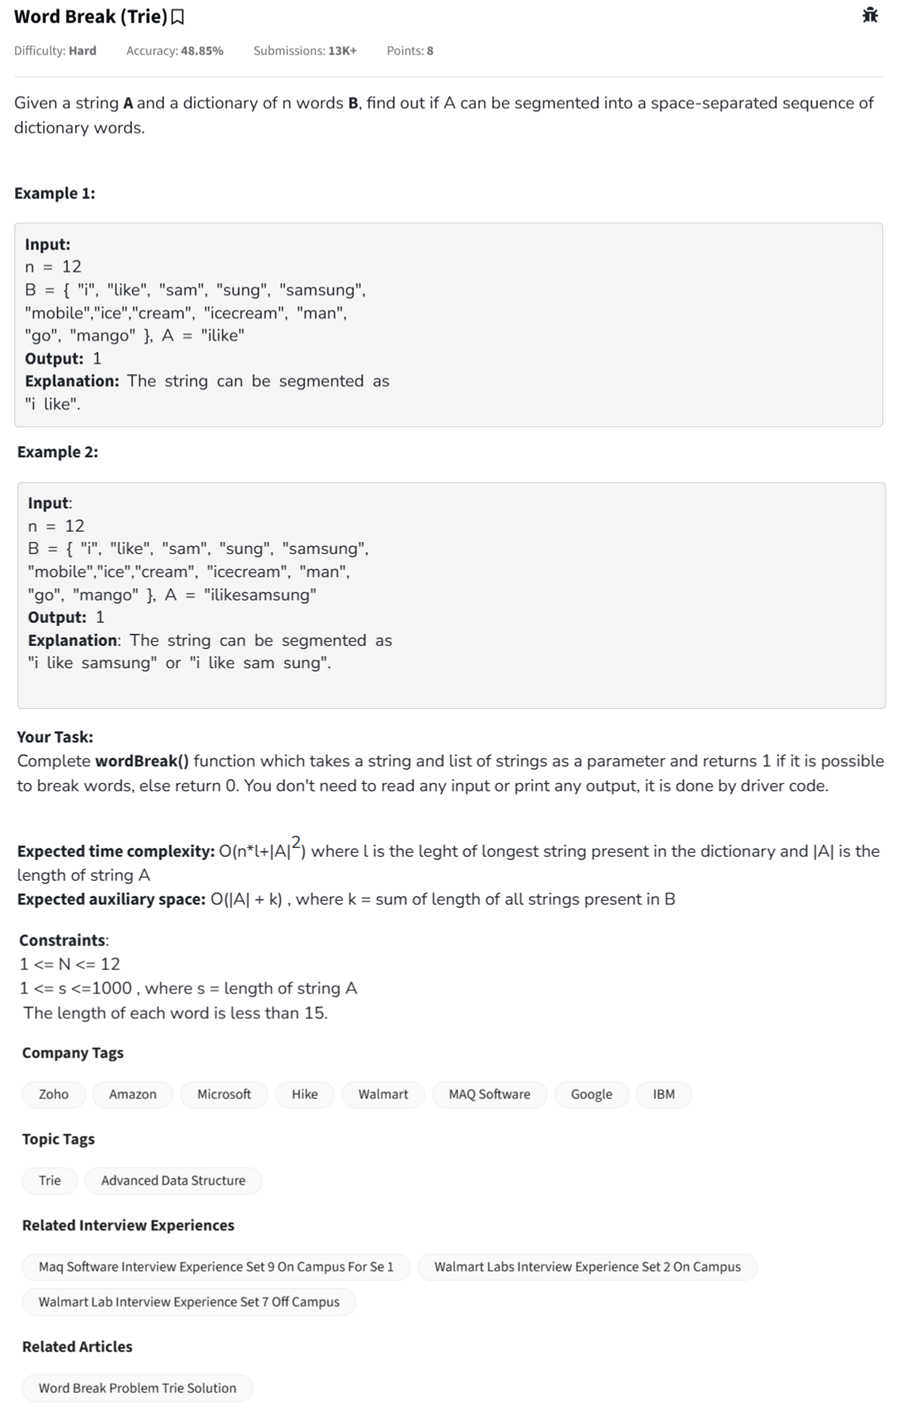 Word Break (Trie)
Difficulty: Hard Accuracy: 48.85% Submissions: 13K+ Points: 8
Given a string A and a dictionary of n words B, find out if A can be segmented into a space-separated sequence of
dictionary words.
Example 1:
Input:
n = 12
B = { "i", "like", "sam", "sung", "samsung",
"mobile","ice","cream", "icecream", "man",
"go", "mango" }, A = "ilike"
Output: 1
Explanation: The string can be segmented as
"i like".
Example 2:
Input:
n = 12
B = { "i", "like", "sam", "sung", "samsung",
"mobile","ice","cream", "icecream", "man",
"go", "mango" }, A = "ilikesamsung"
Output: 1
Explanation: The string can be segmented as
"i like samsung" or "i like sam sung".
Your Task:
Complete wordBreak() function which takes a string and list of strings as a parameter and returns 1 if it is possible
to break words, else return 0. You don't need to read any input or print any output, it is done by driver code.
Expected time complexity: O(n*l+|A|²) where l is the leght of longest string present in the dictionary and |A| is the
length of string A
Expected auxiliary space: O(|A| + k) , where k = sum of length of all strings present in B
Constraints:
1 <= N <= 12
1 <= s <=1000 , where s = length of string A
The length of each word is less than 15.
Company Tags
Zoho Amazon Microsoft Hike Walmart MAQ Software Google IBM
Topic Tags
Trie Advanced Data Structure
Related Interview Experiences
Maq Software Interview Experience Set 9 On Campus For Se 1 Walmart Labs Interview Experience Set 2 On Campus
Walmart Lab Interview Experience Set 7 Off Campus
Related Articles
Word Break Problem Trie Solution